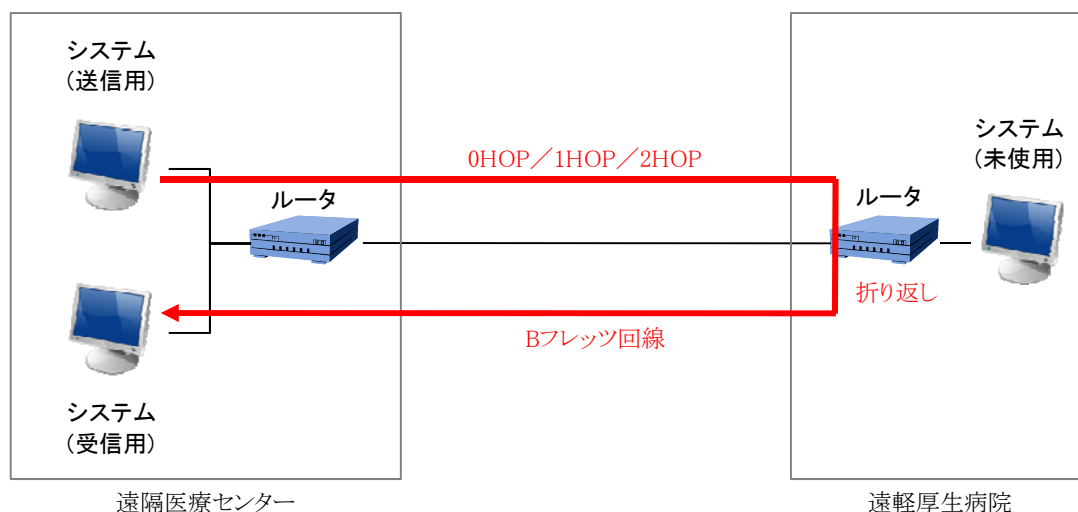 システム
(送信用)
システム
(未使用)
0HOP／1HOP／2HOP
ルータ
ルータ
折り返し
Bフレッツ回線
システム
(受信用)
遠隔医療センター
遠軽厚生病院